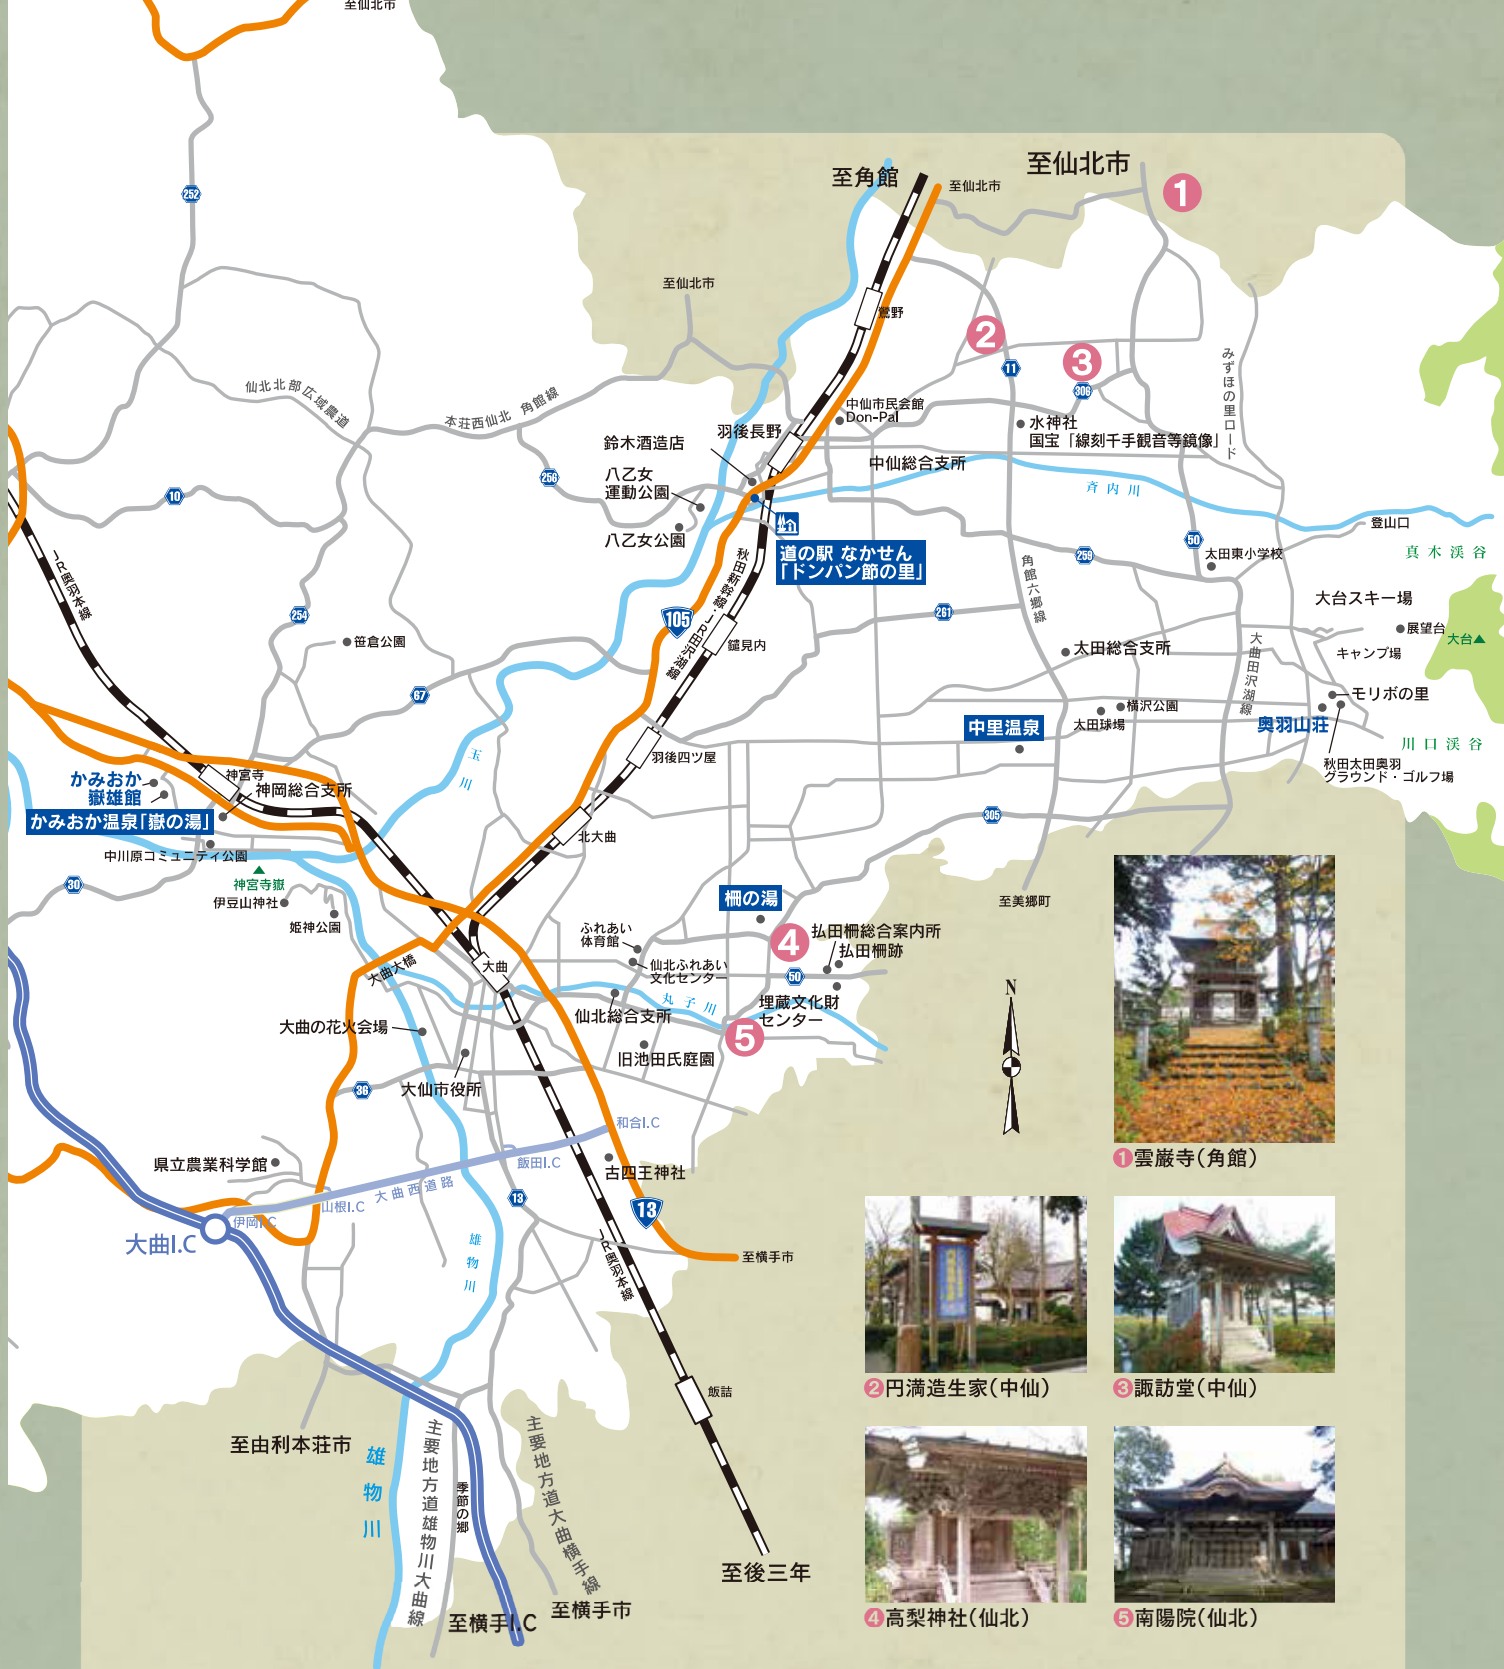 至仙北市
至仙北市
至角館
至仙北市
1
252
至仙北市
鶯野
2
3
11
306
みずほの里ロード
仙北北部広域農道
本荘西仙北 角館線
中仙市民会館
Don-Pal
水神社
国宝「線刻千手観音等鏡像」
羽後長野
鈴木酒造店
中仙総合支所
八乙女
運動公園
256
10
斉内川
登山口
八乙女公園
道の駅 なかせん
「ドンパン節の里」
50
太田東小学校
真木渓谷
259
JR奥羽本線
秋田新幹線・JR田沢湖線
角館六郷線
大台スキー場
254
105
261
展望台
大台▲
笹倉公園
鑓見内
太田総合支所
キャンプ場
大曲田沢湖線
67
モリボの里
横沢公園
太田球場
奥羽山荘
中里温泉
川口渓谷
玉川
羽後四ツ屋
秋田太田奥羽
グラウンド・ゴルフ場
かみおか
嶽雄館
神宮寺
神岡総合支所
かみおか温泉「嶽の湯」
305
北大曲
中川原コミュニティ公園
30
神宮寺嶽
伊豆山神社
姫神公園
柵の湯
至美郷町
ふれあい
体育館
4
払田柵総合案内所
払田柵跡
大曲大橋
大曲
仙北ふれあい
文化センター
50
丸子川
埋蔵文化財
センター
仙北総合支所
5
N
大曲の花火会場
旧池田氏庭園
36
大仙市役所
和合I.C
県立農業科学館
飯田I.C
古四王神社
1雲巌寺(角館)
大曲西道路
山根I.C
13
13
伊岡I.C
大曲I.C
雄物川
JR奥羽本線
至横手市
2円満造生家(中仙)
3諏訪堂(中仙)
飯詰
至由利本荘市
雄物川
主要地方道雄物川大曲線
季節の郷
主要地方道大曲横手線
至後三年
至横手I.C
至横手市
4高梨神社(仙北)
5南陽院(仙北)